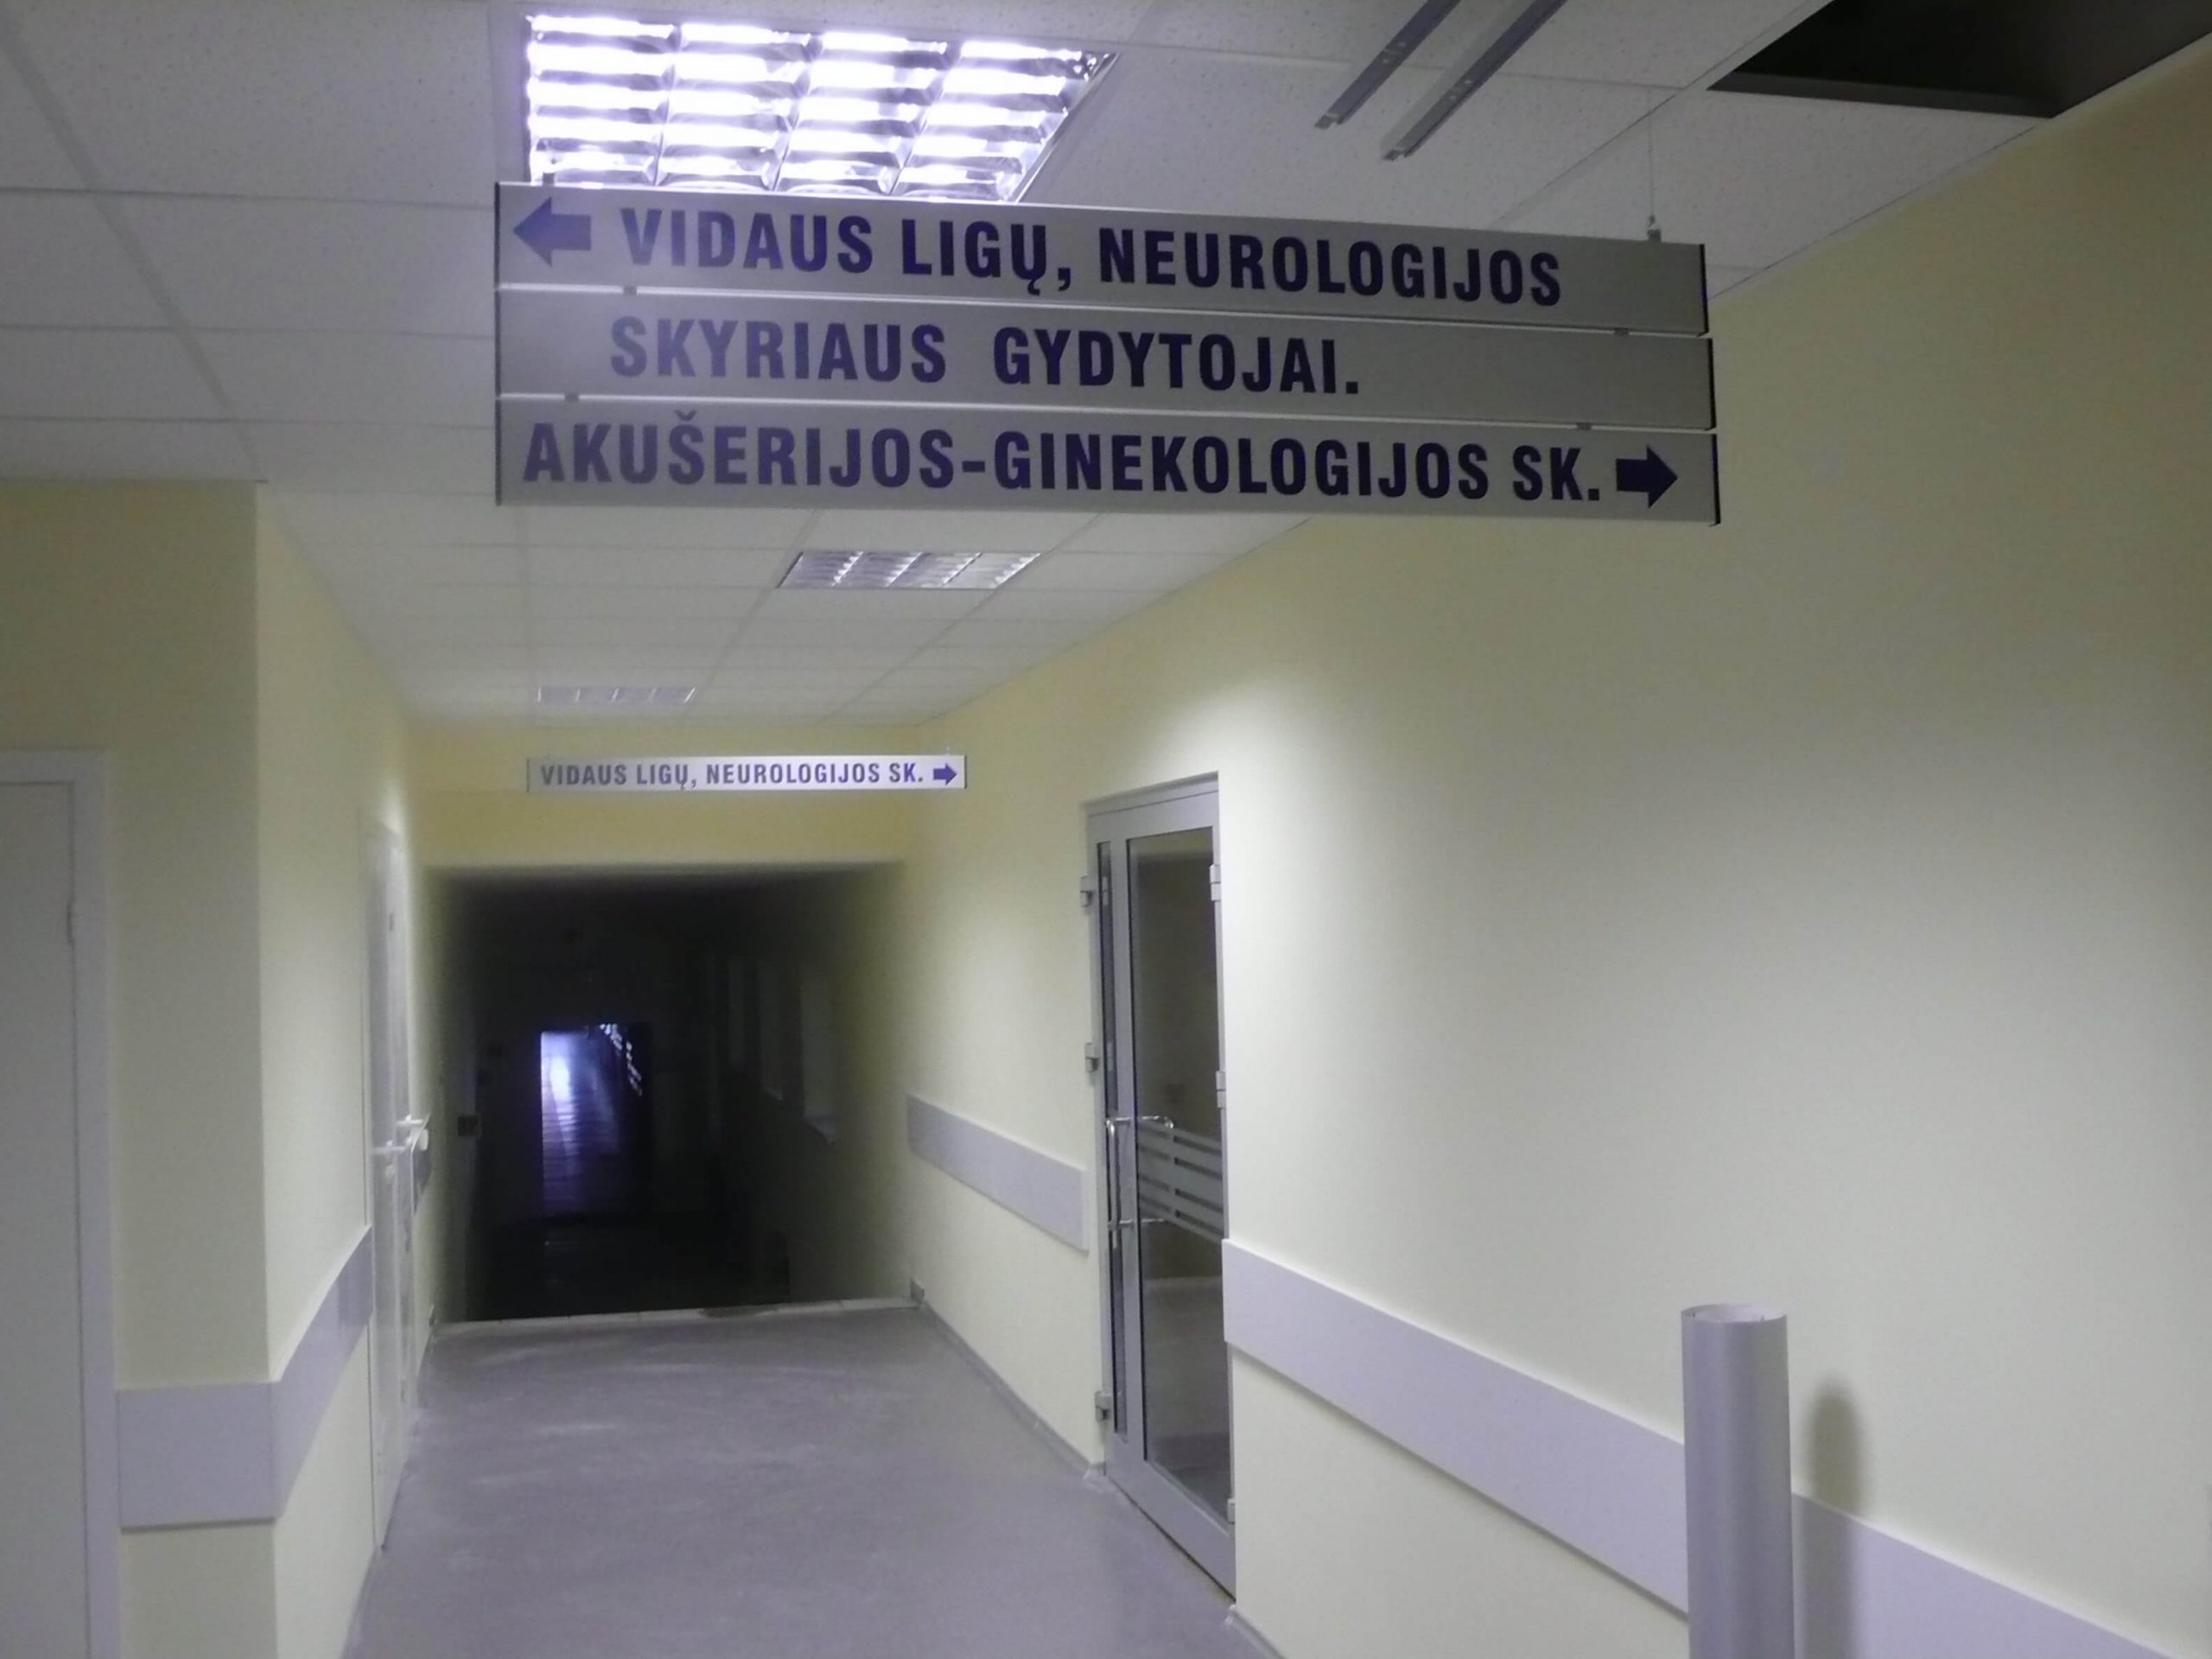 VIDAUS LIGŲ, NEUROLOGIJOS
SKYRIAUS GYDYTOJAI.
AKUŠERIJOS-GINEKOLOGIJOS SK.
VIDAUS LIGŲ, NEUROLOGIJOS SK.